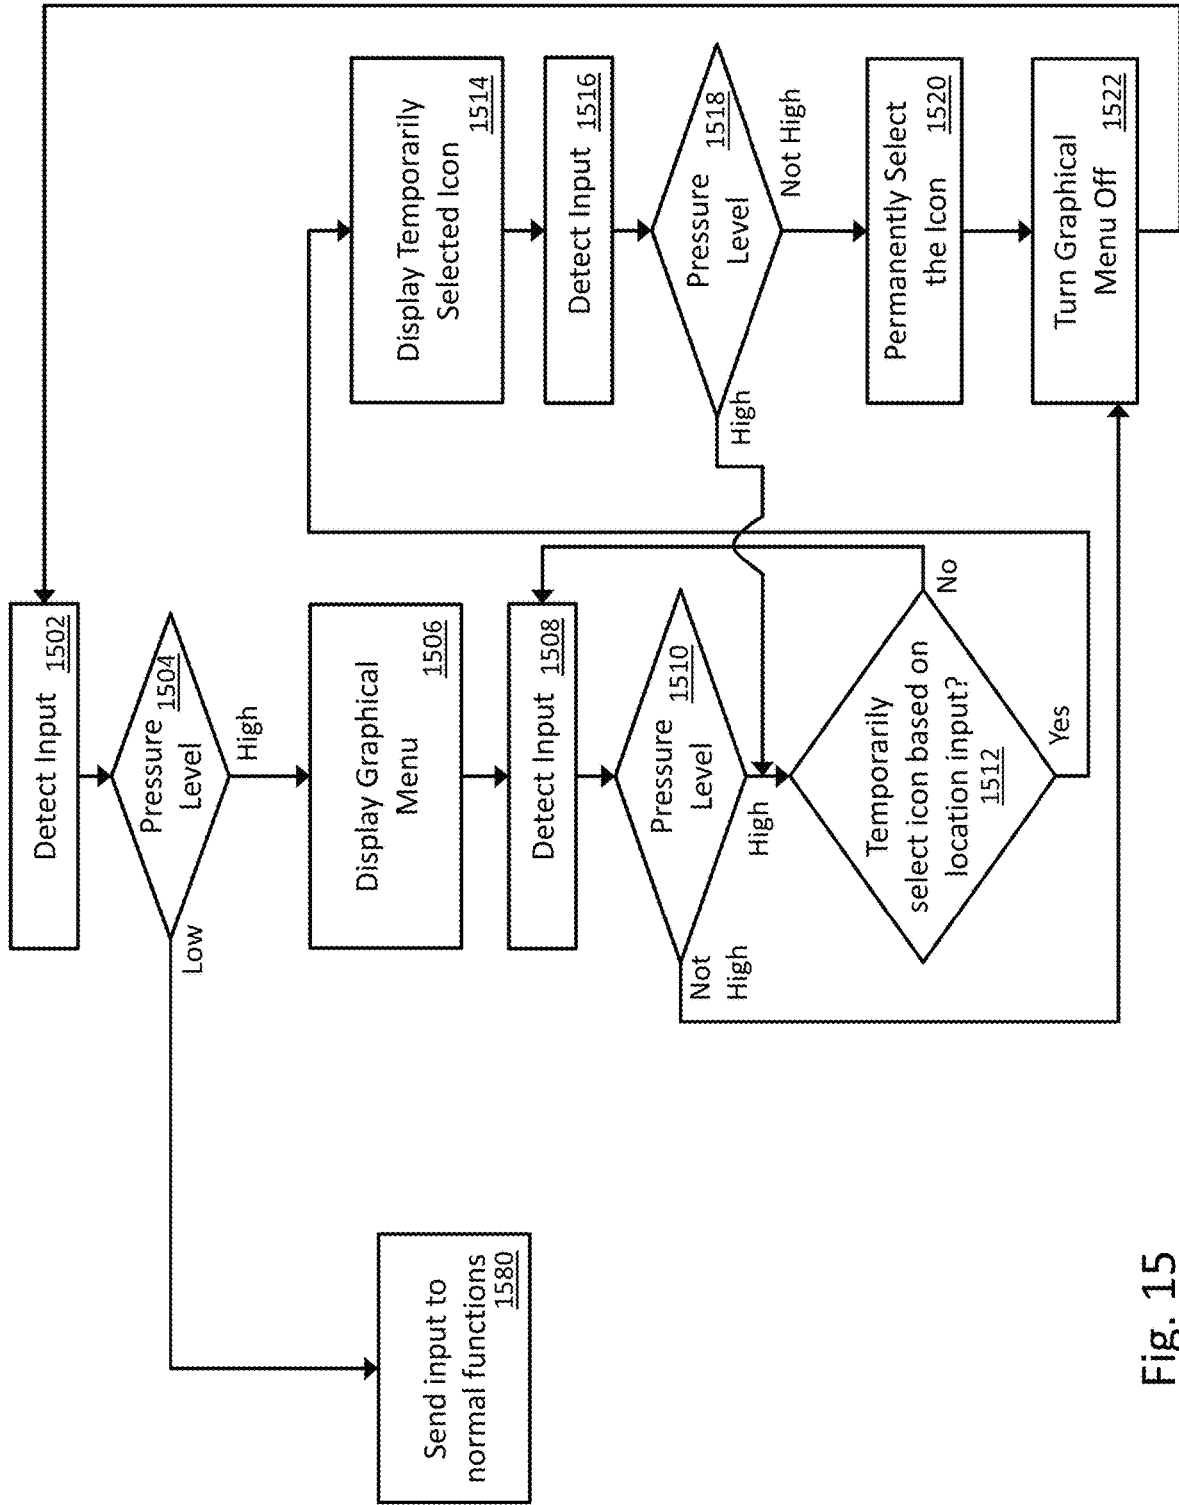 Detect Input 1502
Pressure
Level
1504
Low
High
Send input to
normal functions
1580
Display Graphical
Menu
1506
Detect Input 1508
Pressure
Level
1510
Not
High
High
Temporarily
select icon based on
location input?
1512
No
Yes
Display Temporarily
Selected Icon
1514
Detect Input 1516
Pressure
Level
1518
High
Not High
Permanently Select
the Icon 1520
Turn Graphical
Menu Off 1522
Fig. 15